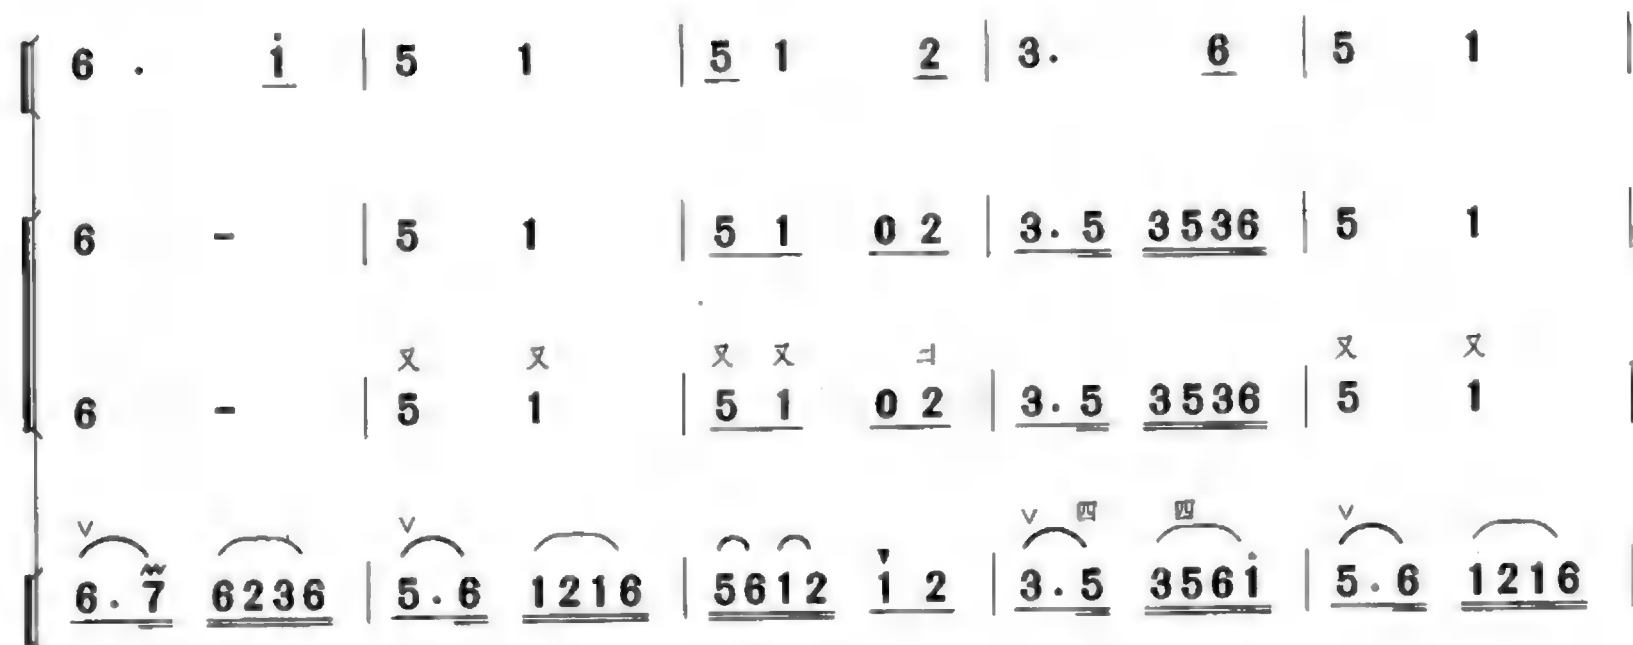 6 . i̇ | 5 1 | 5 1 2 | 3. 6 | 5 1 |
6 - | 5 1 | 5 1 0 2 | 3. 5 3536 | 5 1 |
又 又 又 又 又 又
6 - | 5 1 | 5 1 0 2 | 3. 5 3536 | 5 1 |
∨ ∨ ∨ 四 四 ∨
6. 7 6236 | 5. 6 1216 | 5612 1 2 | 3. 5 356i̇ | 5. 6 1216 |